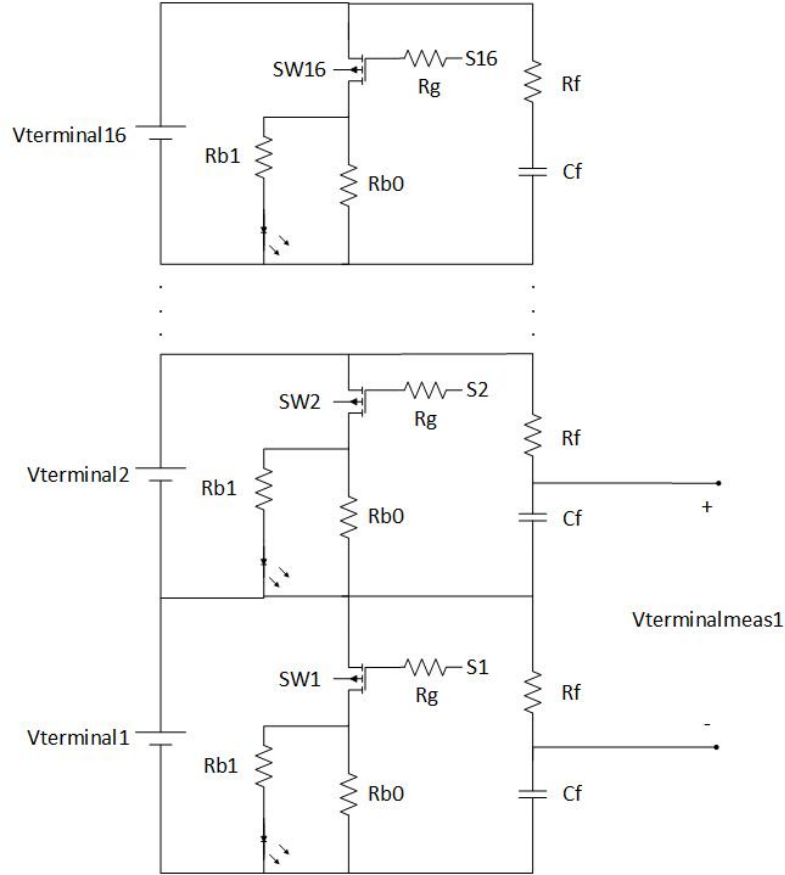 SW16
S16
Rg
Rf
Vterminal16
Rb1
Rb0
Cf
SW2
S2
Rg
Rf
Vterminal2
Rb1
Rb0
Cf
+
Vterminalmeas1
SW1
S1
Rg
Rf
-
Vterminal1
Rb1
Rb0
Cf